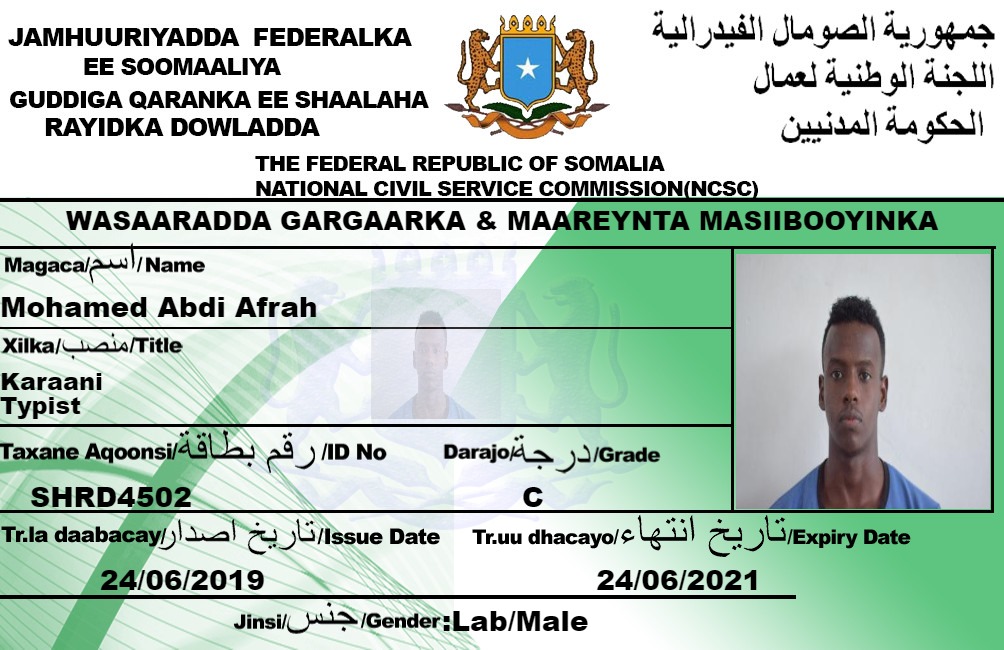 JAMHUURIYADDA FEDERALKA
EE SOOMAALIYA
GUDDIGA QARANKA EE SHAALAHA
RAYIDKA DOWLADDA
جمهورية الصومال الفيدرالية
اللجنة الوطنية لعمال
الحكومة المدنيين
THE FEDERAL REPUBLIC OF SOMALIA
NATIONAL CIVIL SERVICE COMMISSION(NCSC)
WASAARADDA GARGAARKA & MAAREYNTA MASIIBOOYINKA
Magaca/اسم/Name
Mohamed Abdi Afrah
Xilka/منصب/Title
Karaani
Typist
Taxane Aqoonsi/رقم بطاقة/ID No
SHRD4502
Darajo/درجة/Grade
C
Tr.la daabacay/تاريخ اصدار/Issue Date
24/06/2019
Tr.uu dhacayo/تاريخ انتهاء/Expiry Date
24/06/2021
Jinsi/جنس/Gender:Lab/Male